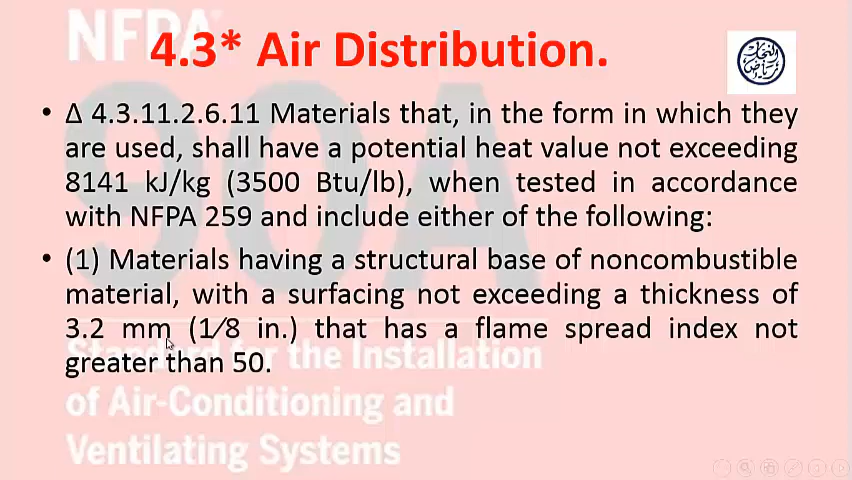 NFPA
4.3* Air Distribution.
90A
• Δ 4.3.11.2.6.11 Materials that, in the form in which they
are used, shall have a potential heat value not exceeding
8141 kJ/kg (3500 Btu/lb), when tested in accordance
with NFPA 259 and include either of the following:
• (1) Materials having a structural base of noncombustible
material, with a surfacing not exceeding a thickness of
3.2 mm (1⁄8 in.) that has a flame spread index not
greater than 50.
Standard for the Installation
of Air-Conditioning and
Ventilating Systems